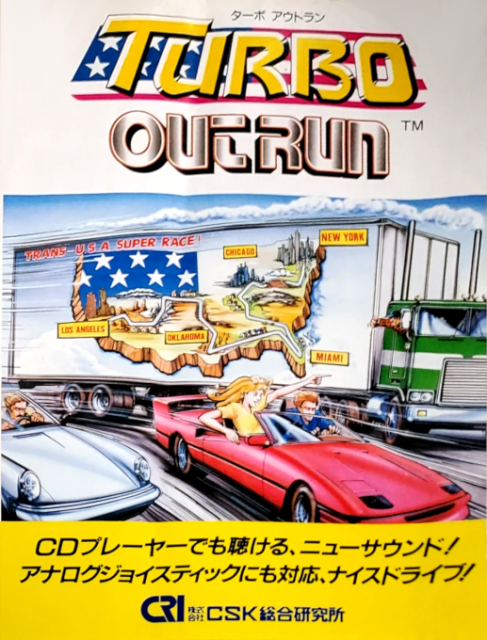 ターボ アウトラン
TURBO
OUTRUN TM
TRANS-U.S.A SUPER RACE!
NEW YORK
CHICAGO
LOS ANGELES
OKLAHOMA
MIAMI
CDプレーヤーでも聴ける、ニューサウンド!
アナログジョイスティックにも対応、ナイスドライブ!
CRI 株式会社 CSK総合研究所